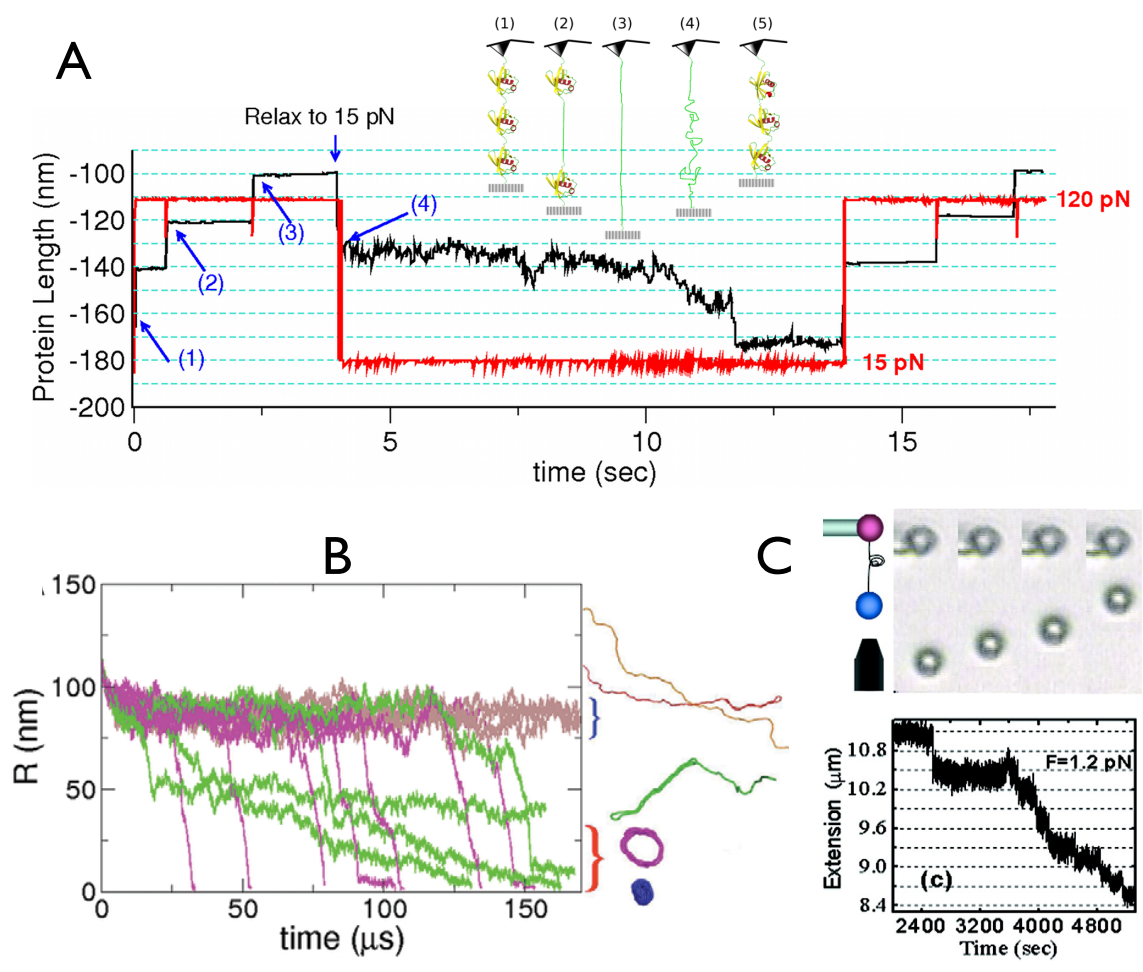 A
(1) (2) (3) (4) (5)
Relax to 15 pN
Protein Length (nm)
-100
-120
-140
-160
-180
-200
(1)
(2)
(3)
(4)
120 pN
15 pN
0 5 10 15
time (sec)
B
R (nm)
150
100
50
0
0 50 100 150
time (µs)
C
Extension (µm)
10.8
10.2
9.6
9.0
8.4
F=1.2 pN
(c)
2400 3200 4000 4800
Time (sec)